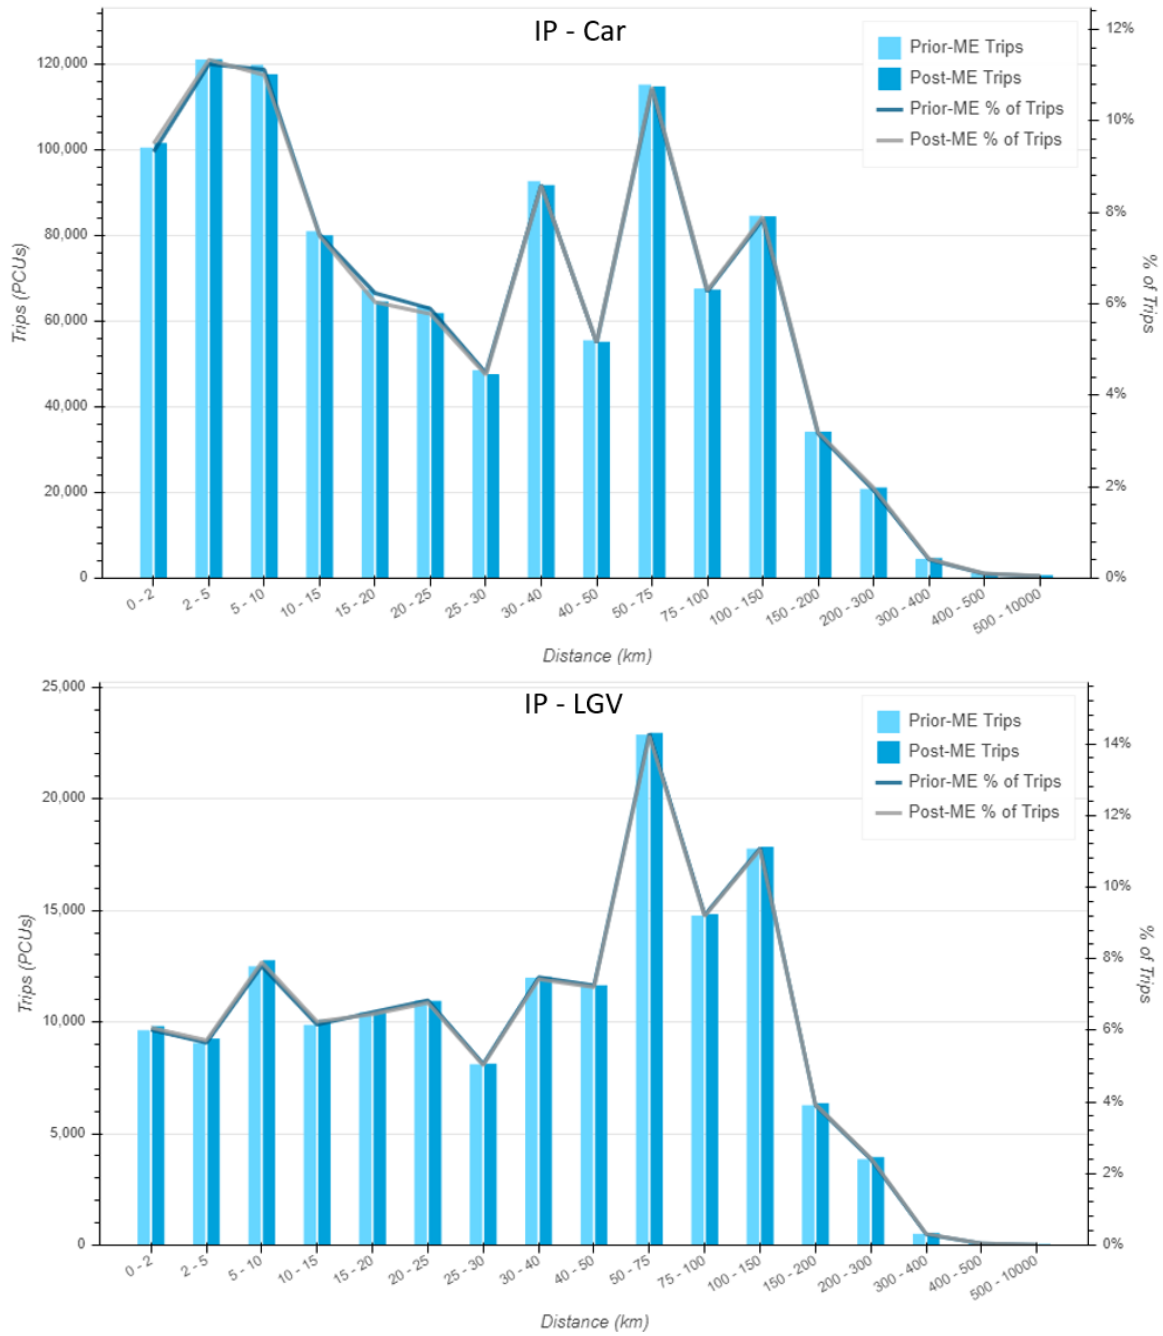 IP - Car
Prior-ME Trips
Post-ME Trips
Prior-ME % of Trips
Post-ME % of Trips
Trips (PCUs)
120,000
100,000
80,000
60,000
40,000
20,000
0
12%
10%
8%
6%
4%
2%
0%
% of Trips
0 - 2
2 - 5
5 - 10
10 - 15
15 - 20
20 - 25
25 - 30
30 - 40
40 - 50
50 - 75
75 - 100
100 - 150
150 - 200
200 - 300
300 - 400
400 - 500
500 - 10000
Distance (km)
IP - LGV
Prior-ME Trips
Post-ME Trips
Prior-ME % of Trips
Post-ME % of Trips
Trips (PCUs)
25,000
20,000
15,000
10,000
5,000
0
14%
12%
10%
8%
6%
4%
2%
0%
% of Trips
0 - 2
2 - 5
5 - 10
10 - 15
15 - 20
20 - 25
25 - 30
30 - 40
40 - 50
50 - 75
75 - 100
100 - 150
150 - 200
200 - 300
300 - 400
400 - 500
500 - 10000
Distance (km)